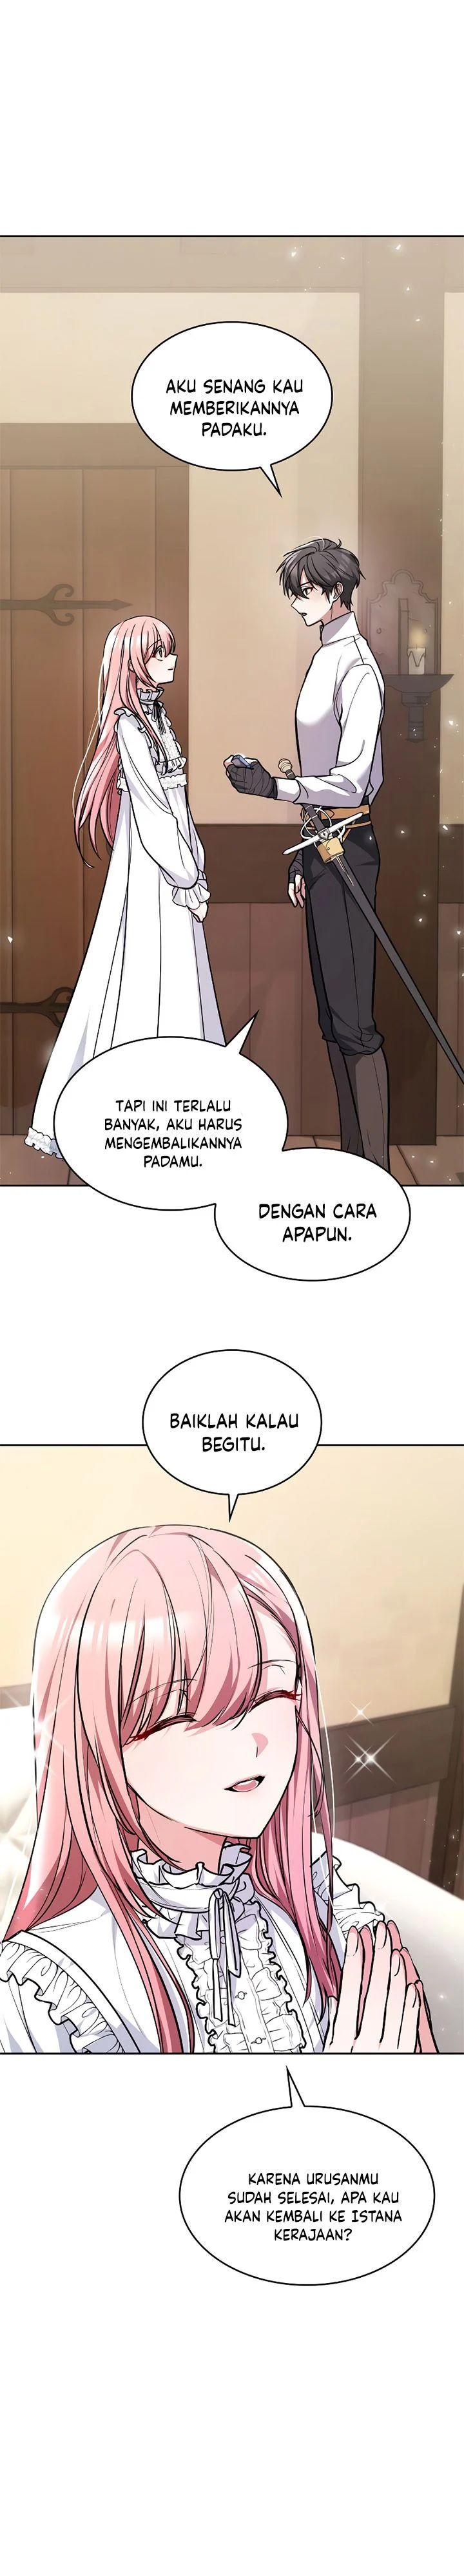 AKU SENANG KAU
MEMBERIKANNYA
PADAKU.
TAPI INI TERLALU
BANYAK, AKU HARUS
MENGEMBALIKANNYA
PADAMU.
DENGAN CARA
APAPUN.
BAIKLAH KALAU
BEGITU.
KARENA URUSANMU
SUDAH SELESAI, APA KAU
AKAN KEMBALI KE ISTANA
KERAJAAN?